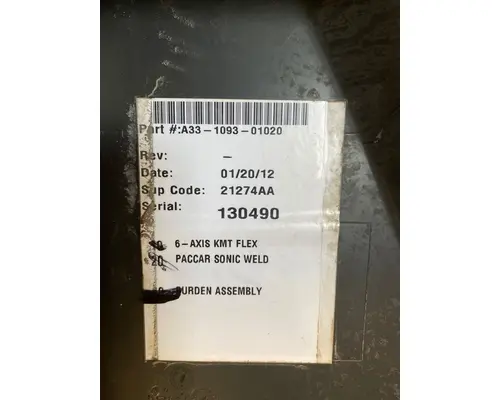 Part #:A33-1093-01020
Rev: -
Date: 01/20/12
Sup Code: 21274AA
Serial: 130490
6-AXIS KMT FLEX
20 PACCAR SONIC WELD
BURDEN ASSEMBLY